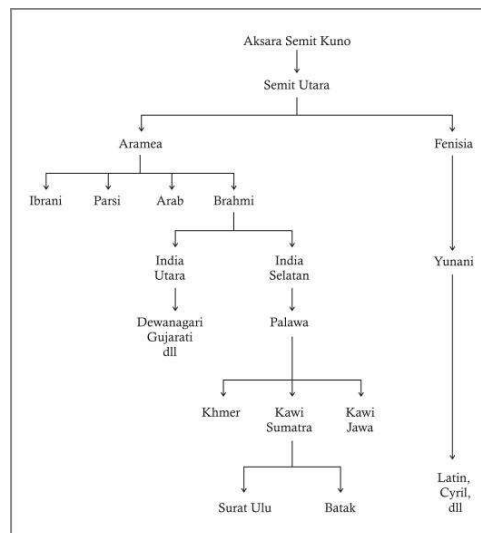 Aksara Semit Kuno
Semit Utara
Aramea
Fenisia
Ibrani
Parsi
Arab
Brahmi
India
Utara
India
Selatan
Yunani
Dewanagari
Gujarati
dll
Palawa
Khmer
Kawi
Sumatra
Kawi
Jawa
Surat Ulu
Batak
Latin,
Cyril,
dll